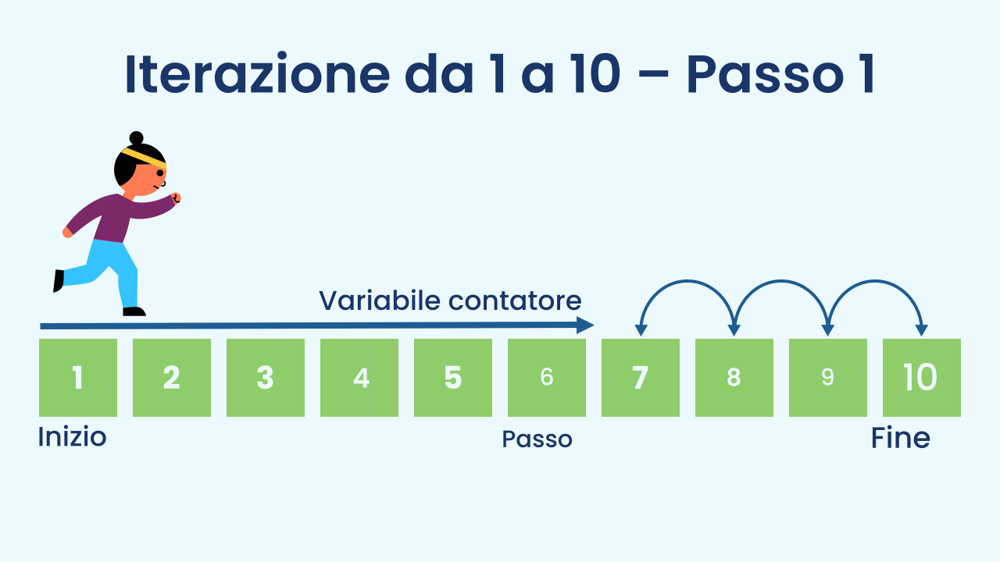 Iterazione da 1 a 10 – Passo 1
Variabile contatore
1 2 3 4 5 6 7 8 9 10
Inizio Passo Fine